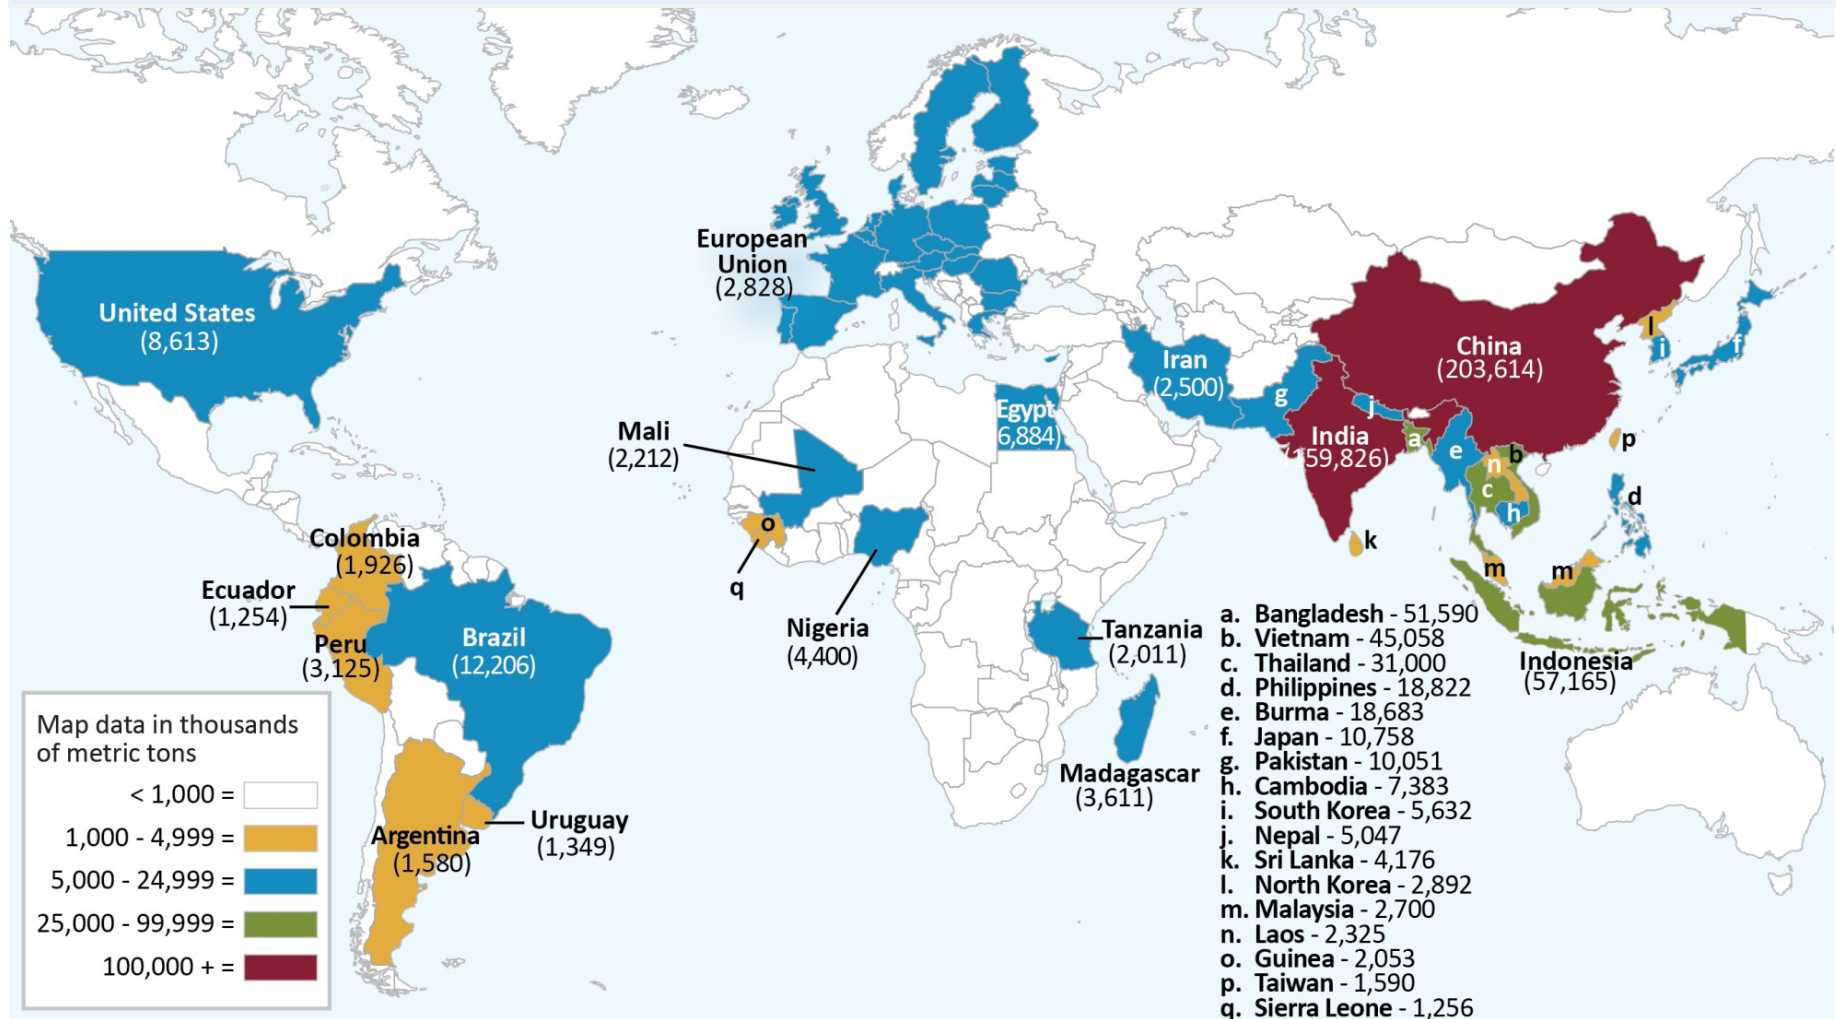 United States
(8,613)
European
Union
(2,828)
Mali
(2,212)
Egypt
(6,884)
Iran
(2,500)
China
(203,614)
India
(159,826)
g
j
a
e
b
n
c
h
l
i
f
p
d
k
m
m
o
q
Colombia
(1,926)
Ecuador
(1,254)
Peru
(3,125)
Brazil
(12,206)
Argentina
(1,580)
Uruguay
(1,349)
Nigeria
(4,400)
Tanzania
(2,011)
Madagascar
(3,611)
Indonesia
(57,165)
Map data in thousands
of metric tons
< 1,000 =
1,000 - 4,999 =
5,000 - 24,999 =
25,000 - 99,999 =
100,000 + =
a. Bangladesh - 51,590
b. Vietnam - 45,058
c. Thailand - 31,000
d. Philippines - 18,822
e. Burma - 18,683
f. Japan - 10,758
g. Pakistan - 10,051
h. Cambodia - 7,383
i. South Korea - 5,632
j. Nepal - 5,047
k. Sri Lanka - 4,176
l. North Korea - 2,892
m. Malaysia - 2,700
n. Laos - 2,325
o. Guinea - 2,053
p. Taiwan - 1,590
q. Sierra Leone - 1,256